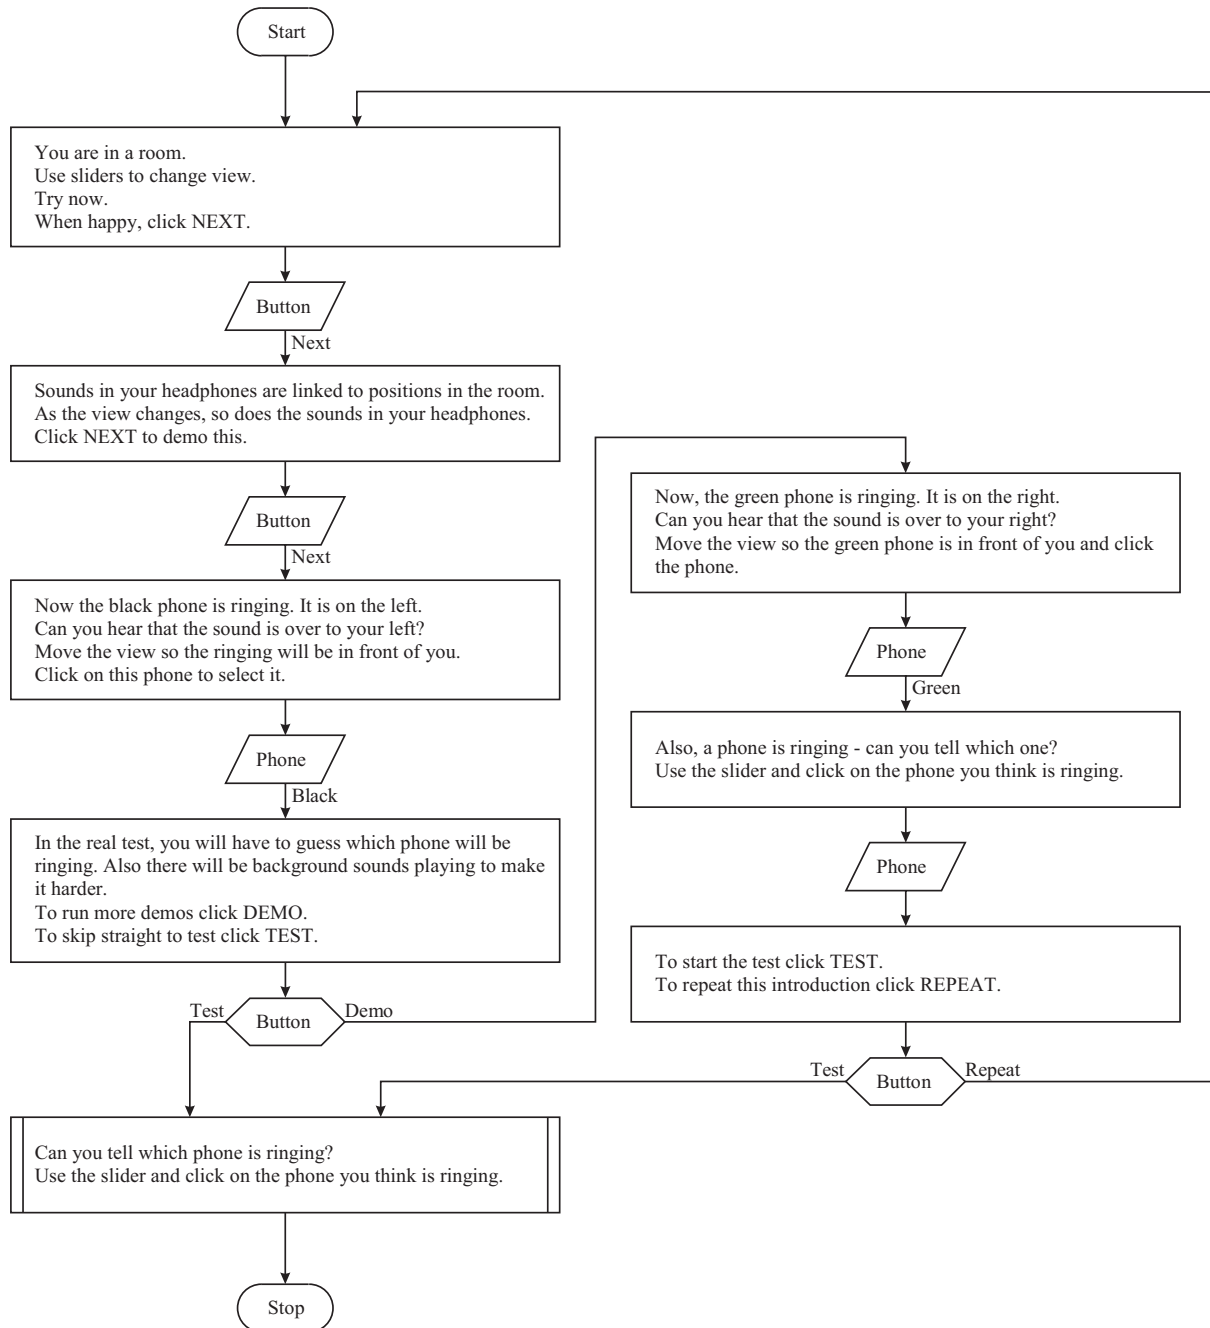 Start
You are in a room.
Use sliders to change view.
Try now.
When happy, click NEXT.
Button
Next
Sounds in your headphones are linked to positions in the room.
As the view changes, so does the sounds in your headphones.
Click NEXT to demo this.
Button
Next
Now the black phone is ringing. It is on the left.
Can you hear that the sound is over to your left?
Move the view so the ringing will be in front of you.
Click on this phone to select it.
Phone
Black
In the real test, you will have to guess which phone will be
ringing. Also there will be background sounds playing to make
it harder.
To run more demos click DEMO.
To skip straight to test click TEST.
Test
Button
Demo
Now, the green phone is ringing. It is on the right.
Can you hear that the sound is over to your right?
Move the view so the green phone is in front of you and click
the phone.
Phone
Green
Also, a phone is ringing - can you tell which one?
Use the slider and click on the phone you think is ringing.
Phone
To start the test click TEST.
To repeat this introduction click REPEAT.
Test
Button
Repeat
Can you tell which phone is ringing?
Use the slider and click on the phone you think is ringing.
Stop